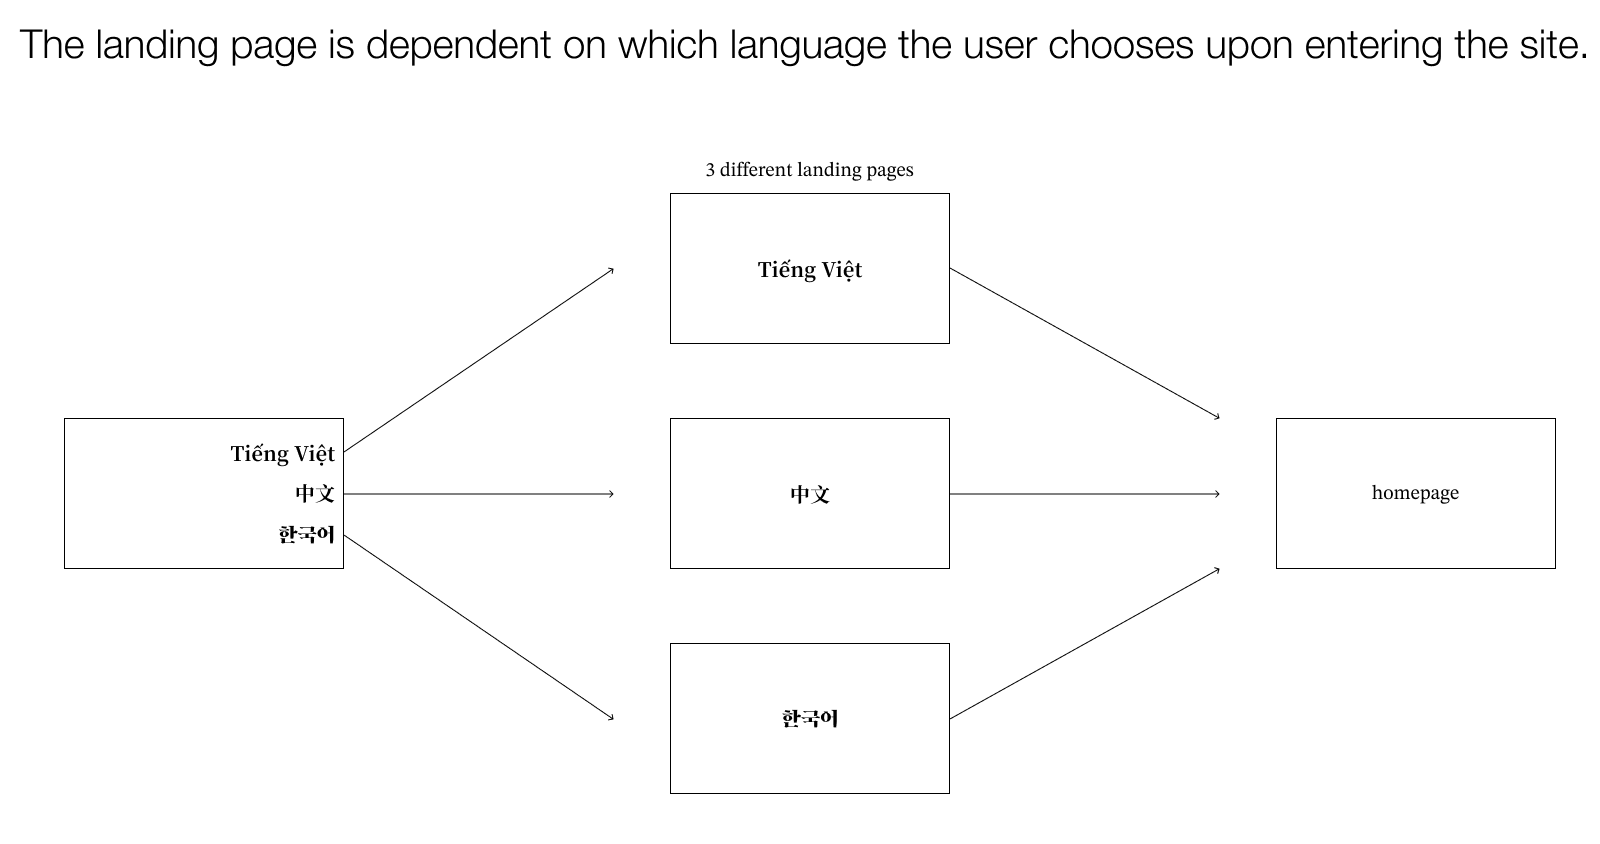 The landing page is dependent on which language the user chooses upon entering the site.
3 different landing pages
Tiếng Việt
Tiếng Việt
中文
한국어
中文
homepage
한국어